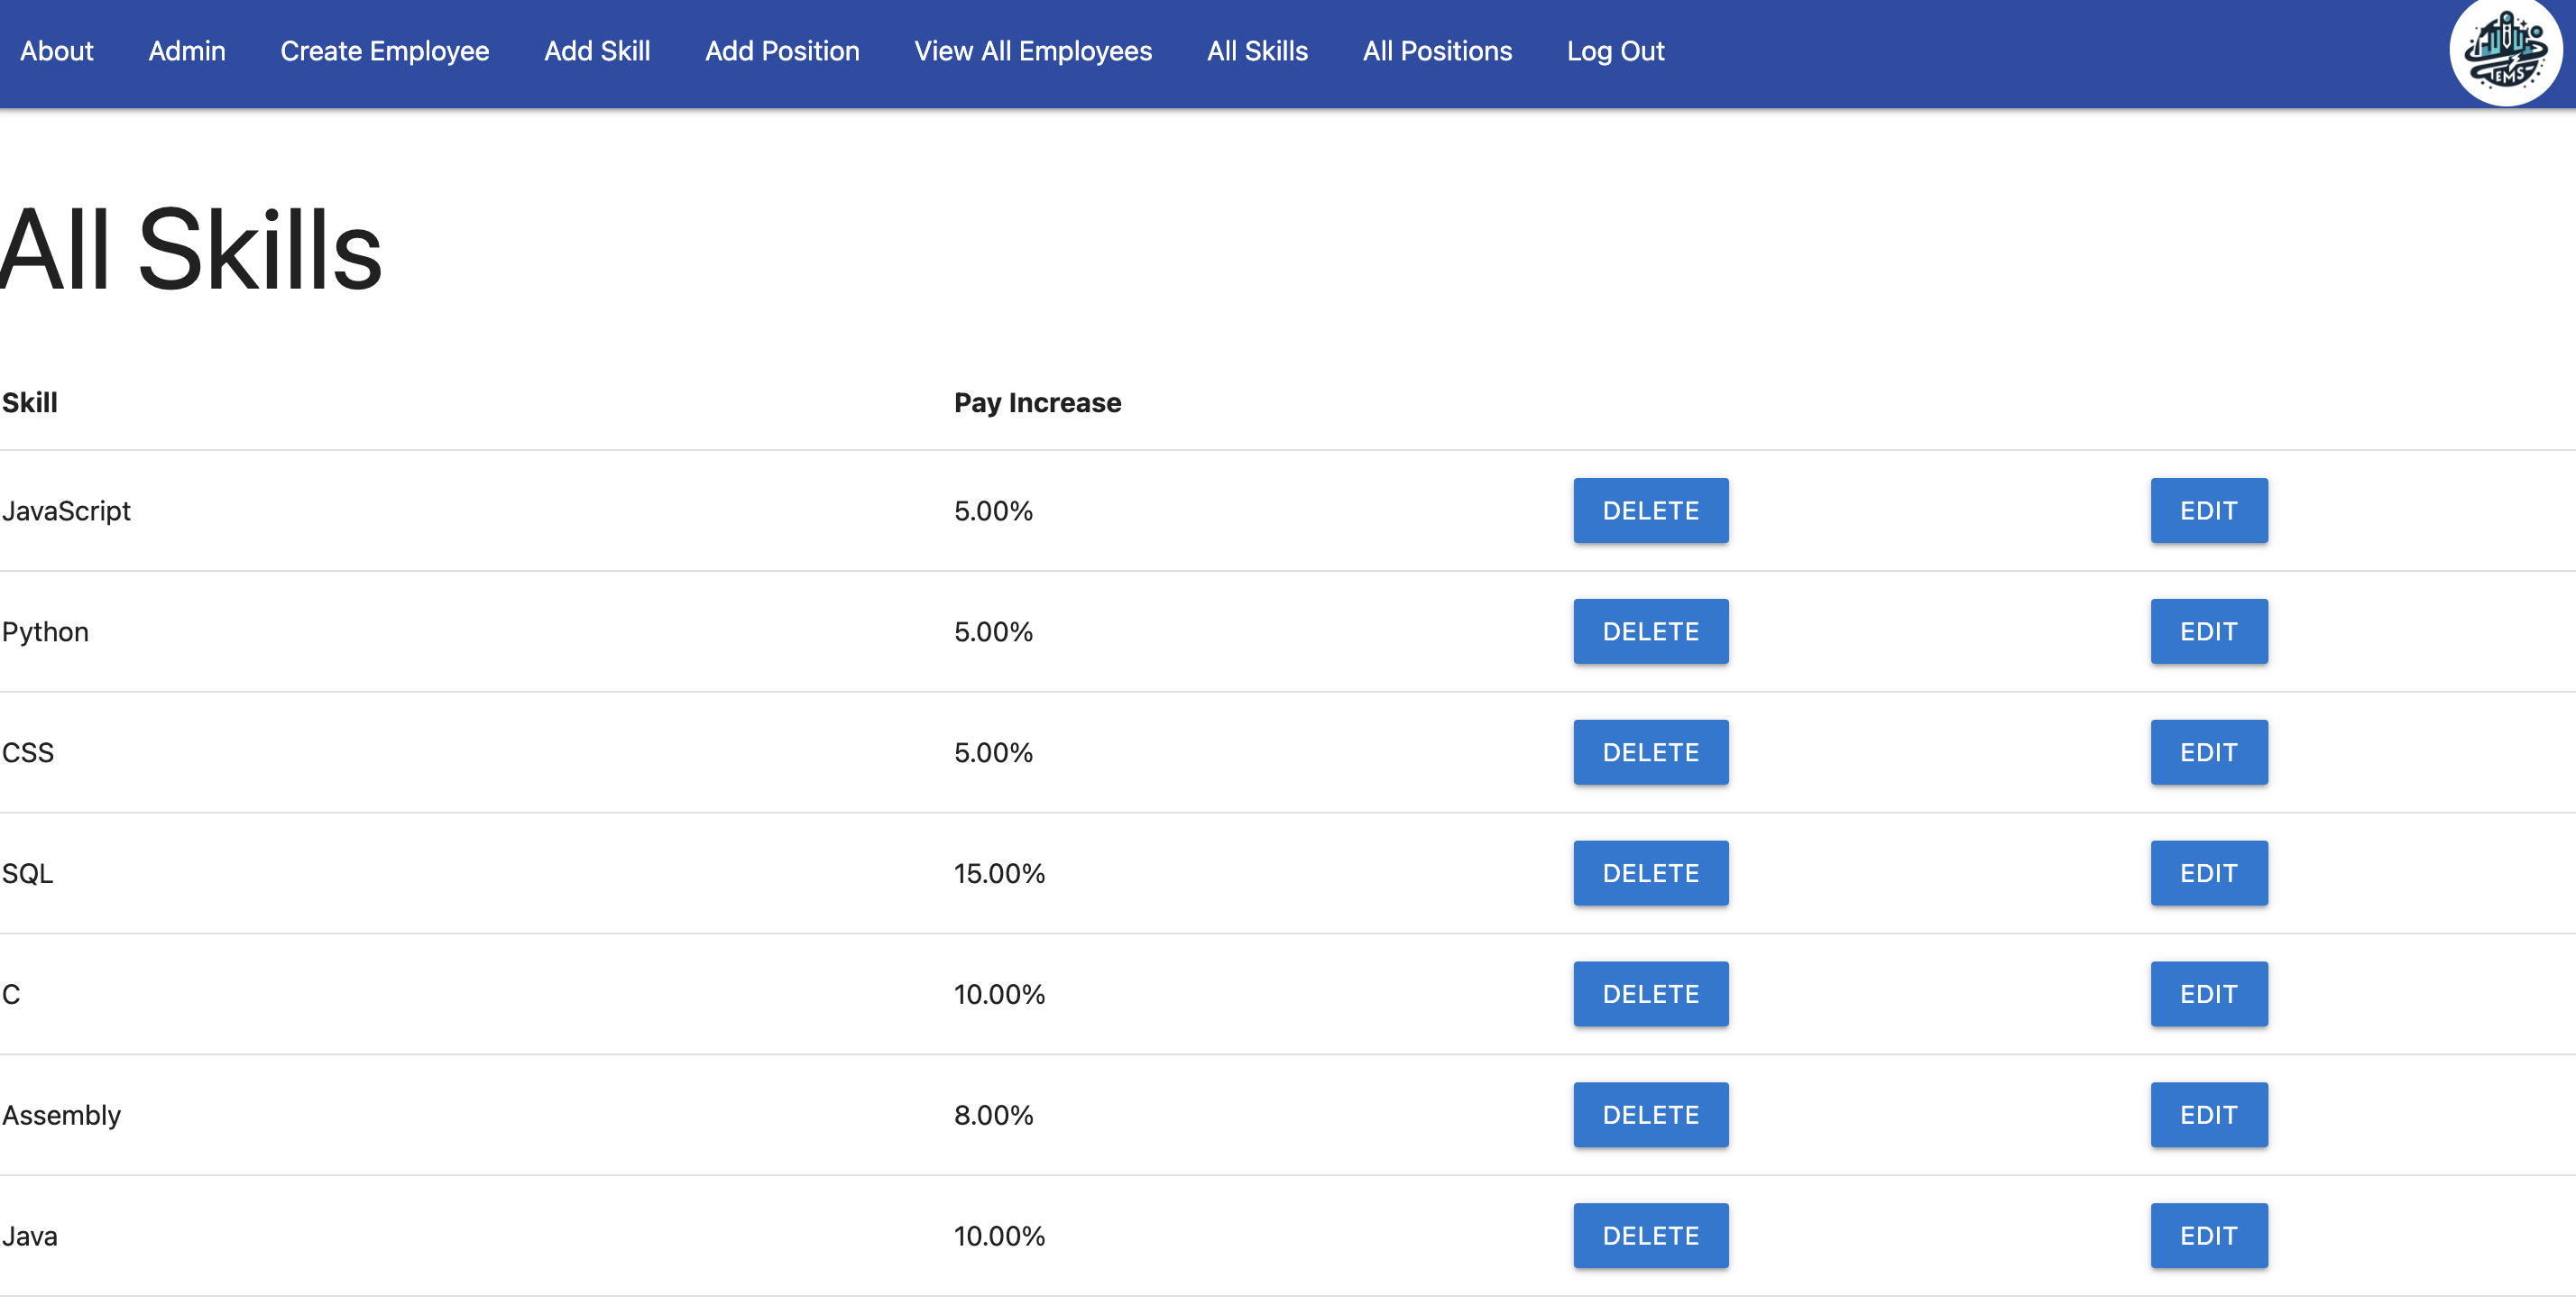 About Admin Create Employee Add Skill Add Position View All Employees All Skills All Positions Log Out
EMS
All Skills
Skill Pay Increase
JavaScript 5.00% DELETE EDIT
Python 5.00% DELETE EDIT
CSS 5.00% DELETE EDIT
SQL 15.00% DELETE EDIT
C 10.00% DELETE EDIT
Assembly 8.00% DELETE EDIT
Java 10.00% DELETE EDIT